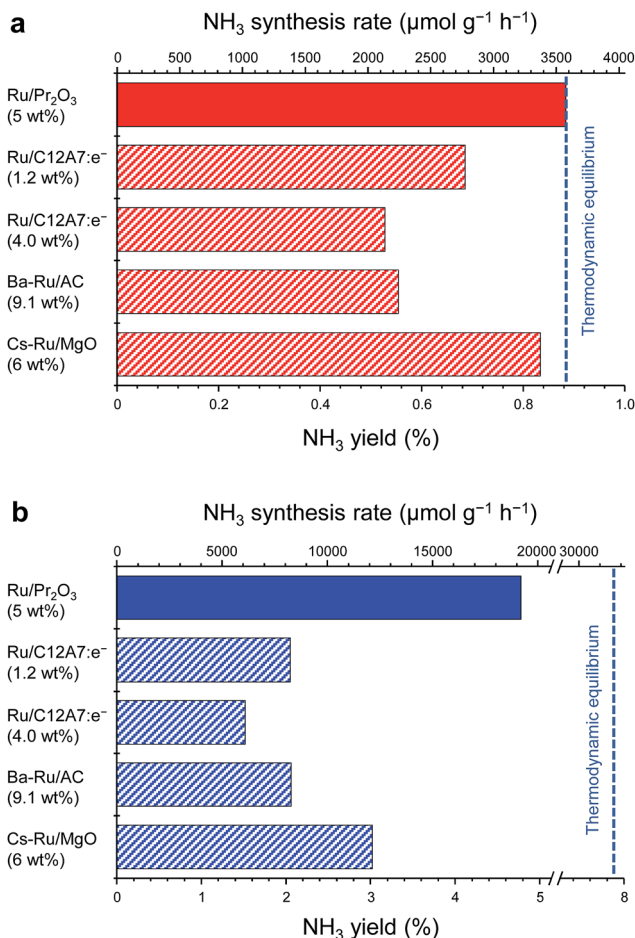 a
NH₃ synthesis rate (μmol g⁻¹ h⁻¹)
0 500 1000 1500 2000 2500 3000 3500 4000
Ru/Pr₂O₃
(5 wt%)
Ru/C12A7:e⁻
(1.2 wt%)
Ru/C12A7:e⁻
(4.0 wt%)
Ba-Ru/AC
(9.1 wt%)
Cs-Ru/MgO
(6 wt%)
Thermodynamic equilibrium
0 0.2 0.4 0.6 0.8 1.0
NH₃ yield (%)
b
NH₃ synthesis rate (μmol g⁻¹ h⁻¹)
0 5000 10000 15000 20000 30000
Ru/Pr₂O₃
(5 wt%)
Ru/C12A7:e⁻
(1.2 wt%)
Ru/C12A7:e⁻
(4.0 wt%)
Ba-Ru/AC
(9.1 wt%)
Cs-Ru/MgO
(6 wt%)
Thermodynamic equilibrium
0 1 2 3 4 5 8
NH₃ yield (%)